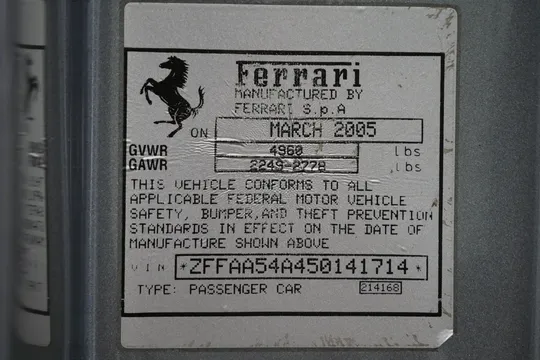 Ferrari
MANUFACTURED BY
FERRARI S.p.A
ON MARCH 2005
GVWR 4960 lbs
GAWR 2249-2778 lbs
THIS VEHICLE CONFORMS TO ALL
APPLICABLE FEDERAL MOTOR VEHICLE
SAFETY, BUMPER,AND THEFT PREVENTION
STANDARDS IN EFFECT ON THE DATE OF
MANUFACTURE SHOWN ABOVE
VIN *ZFFAA54A450141714*
TYPE: PASSENGER CAR 214168